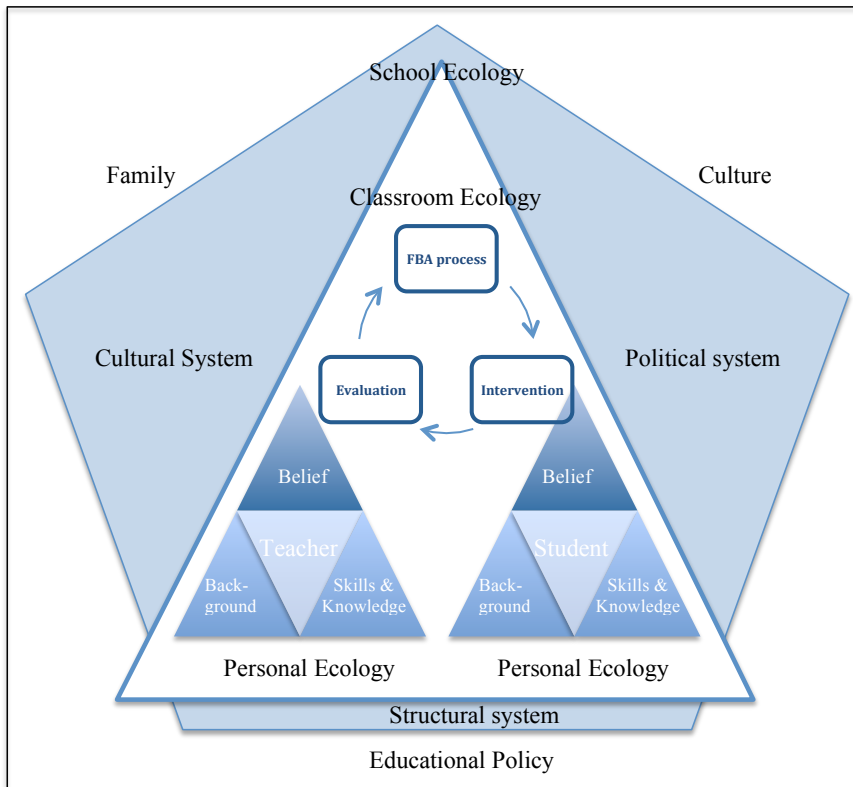 School Ecology
Family
Culture
Classroom Ecology
FBA process
Cultural System
Political system
Evaluation
Intervention
Belief
Belief
Teacher
Student
Back-
ground
Skills &
Knowledge
Back-
ground
Skills &
Knowledge
Personal Ecology
Personal Ecology
Structural system
Educational Policy